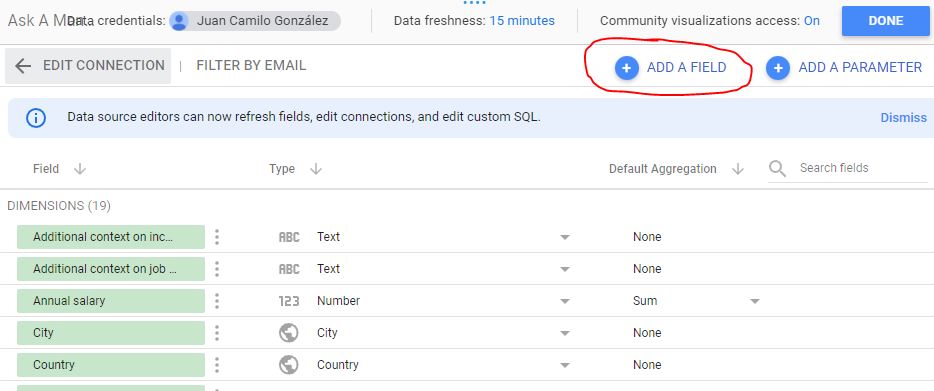 Ask A Man Data credentials: Juan Camilo González Data freshness: 15 minutes Community visualizations access: On DONE
EDIT CONNECTION | FILTER BY EMAIL + ADD A FIELD + ADD A PARAMETER
Data source editors can now refresh fields, edit connections, and edit custom SQL. Dismiss
Field Type Default Aggregation Search fields
DIMENSIONS (19)
Additional context on inc... ABC Text None
Additional context on job ... ABC Text None
Annual salary 123 Number Sum
City City None
Country Country None